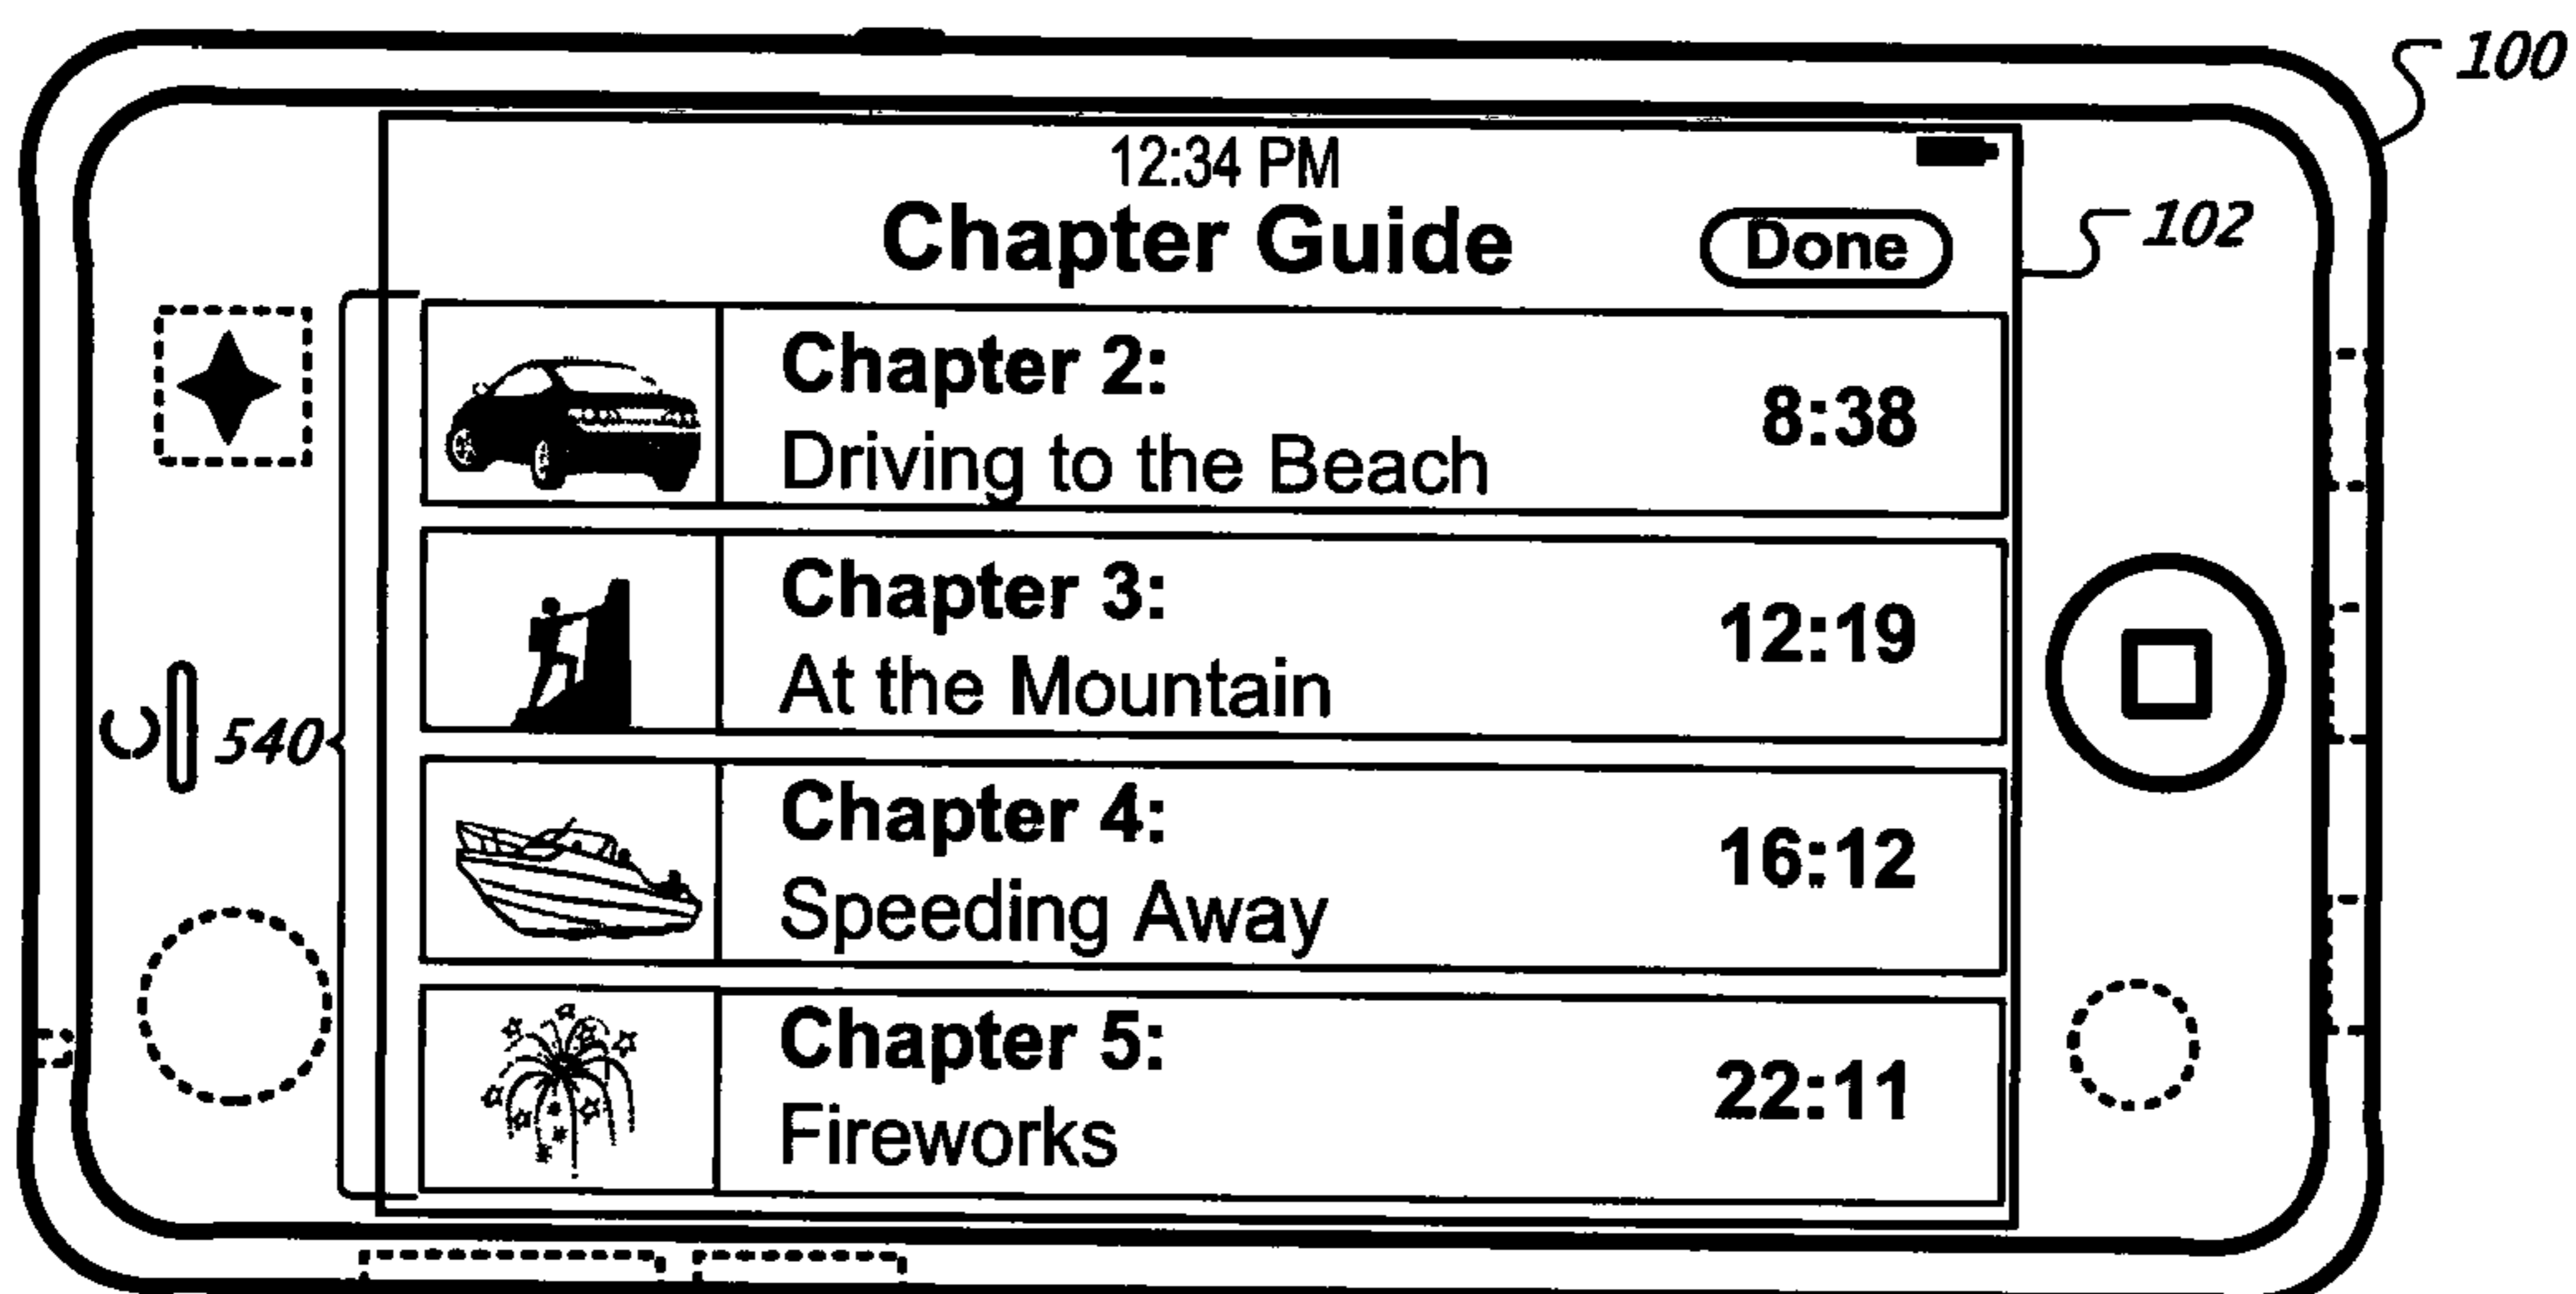 100
12:34 PM
Chapter Guide
Done
102
Chapter 2:
Driving to the Beach
8:38
Chapter 3:
At the Mountain
12:19
540
Chapter 4:
Speeding Away
16:12
Chapter 5:
Fireworks
22:11